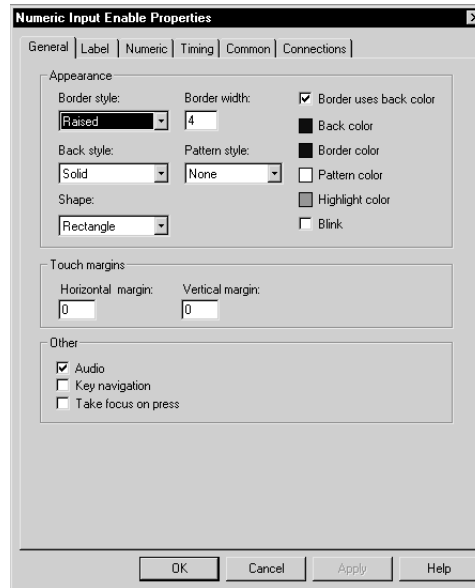 Numeric Input Enable Properties
General Label Numeric Timing Common Connections
Appearance
Border style: Border width:
Raised 4
Border uses back color
Back color
Back style: Pattern style:
Border color
Solid None
Pattern color
Shape:
Highlight color
Rectangle
Blink
Touch margins
Horizontal margin: Vertical margin:
0 0
Other
Audio
Key navigation
Take focus on press
OK Cancel Apply Help